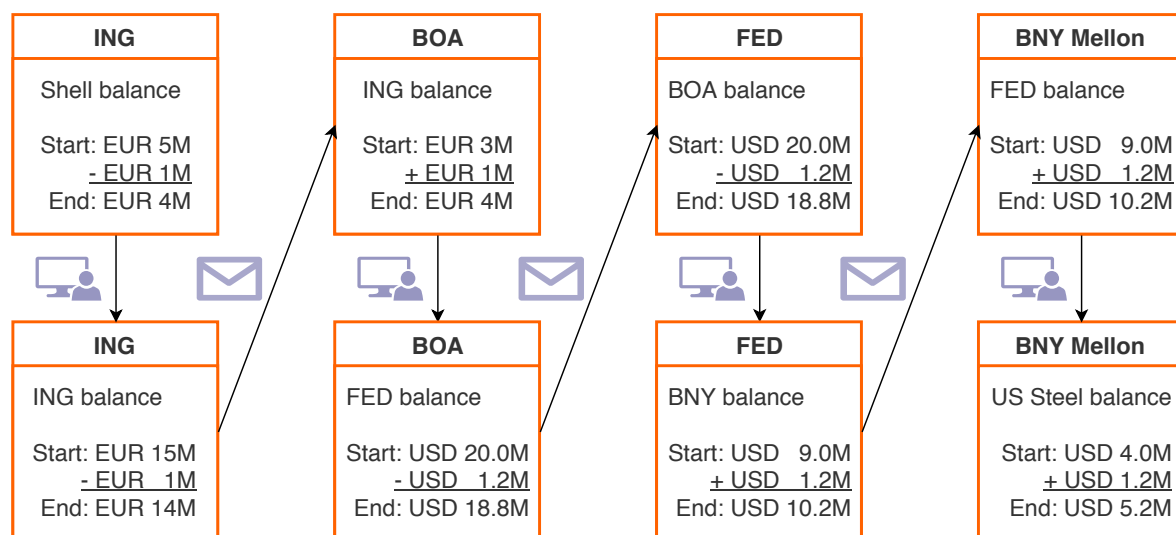 ING
Shell balance
Start: EUR 5M
- EUR 1M
End: EUR 4M
BOA
ING balance
Start: EUR 3M
+ EUR 1M
End: EUR 4M
FED
BOA balance
Start: USD 20.0M
- USD 1.2M
End: USD 18.8M
BNY Mellon
FED balance
Start: USD 9.0M
+ USD 1.2M
End: USD 10.2M
ING
ING balance
Start: EUR 15M
- EUR 1M
End: EUR 14M
BOA
FED balance
Start: USD 20.0M
- USD 1.2M
End: USD 18.8M
FED
BNY balance
Start: USD 9.0M
+ USD 1.2M
End: USD 10.2M
BNY Mellon
US Steel balance
Start: USD 4.0M
+ USD 1.2M
End: USD 5.2M